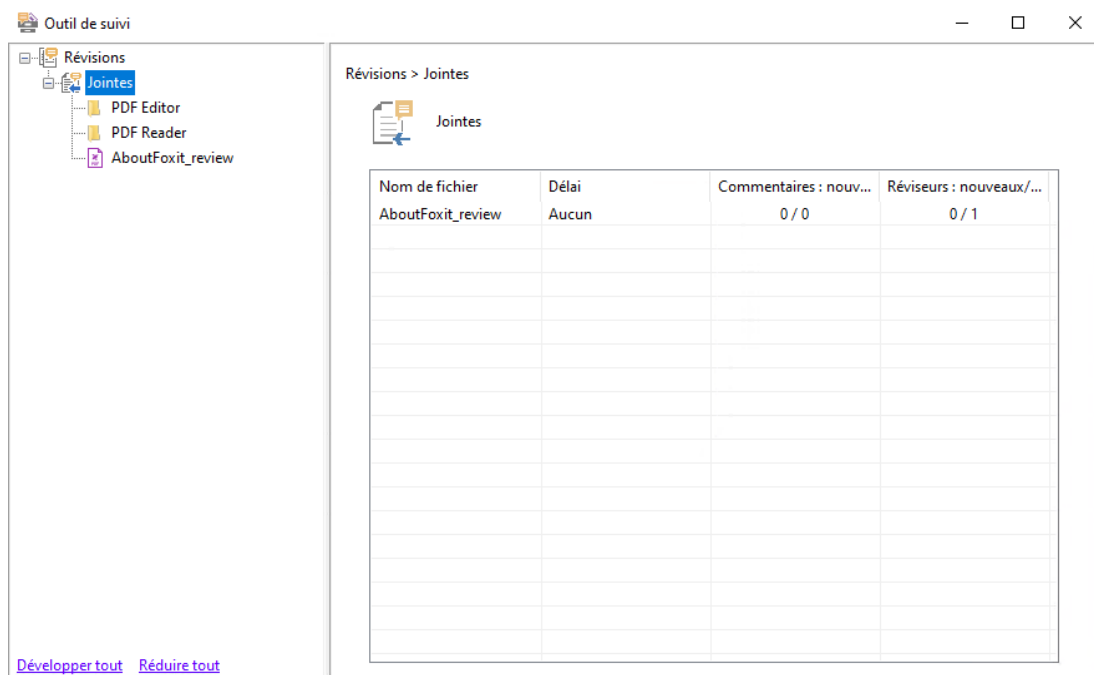 Outil de suivi
Révisions
Jointes
PDF Editor
PDF Reader
AboutFoxit_review
Développer tout Réduire tout
Révisions > Jointes
Jointes
Nom de fichier Délai Commentaires : nouv... Réviseurs : nouveaux/...
AboutFoxit_review Aucun 0 / 0 0 / 1